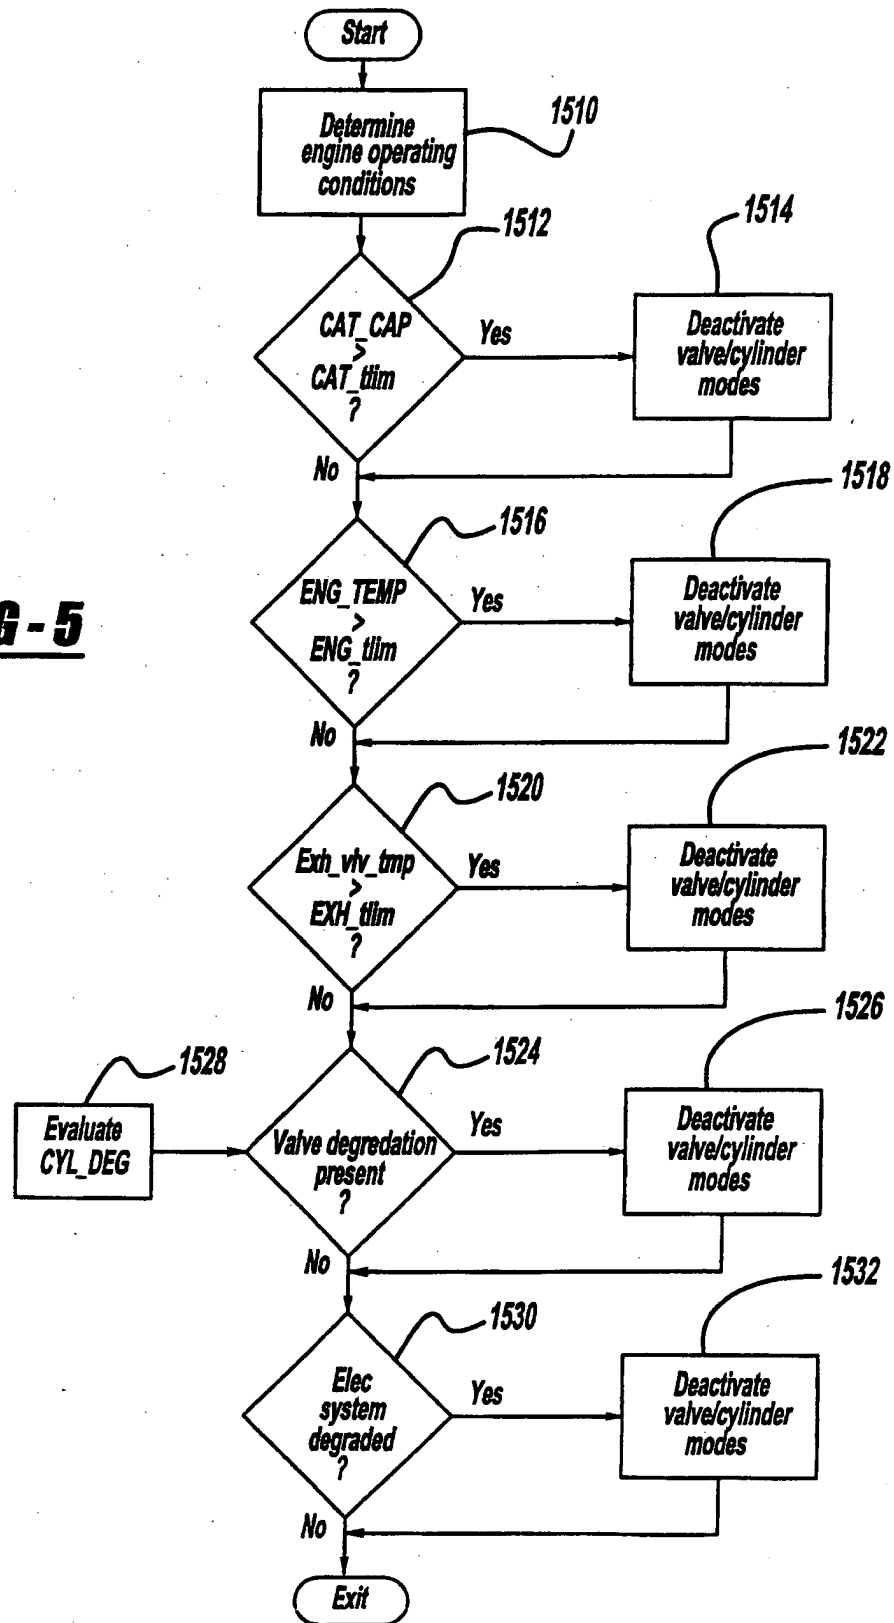 Start
Determine
engine operating
conditions
1510
1512
CAT_CAP
>
CAT_tlim
?
Yes
No
1514
Deactivate
valve/cylinder
modes
1516
ENG_TEMP
>
ENG_tlim
?
Yes
No
1518
Deactivate
valve/cylinder
modes
G - 5
1520
Exh_vlv_tmp
>
EXH_tlim
?
Yes
No
1522
Deactivate
valve/cylinder
modes
1528
Evaluate
CYL_DEG
1524
Valve degredation
present
?
Yes
No
1526
Deactivate
valve/cylinder
modes
1530
Elec
system
degraded
?
Yes
No
1532
Deactivate
valve/cylinder
modes
Exit